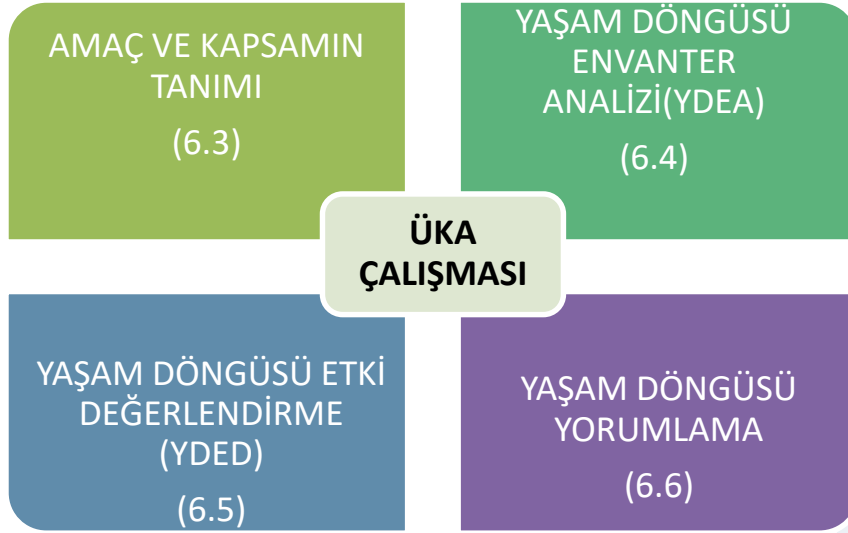 AMAÇ VE KAPSAMIN
TANIMI
(6.3)
YAŞAM DÖNGÜSÜ
ENVANTER
ANALİZİ(YDEA)
(6.4)
ÜKA
ÇALIŞMASI
YAŞAM DÖNGÜSÜ ETKİ
DEĞERLENDİRME
(YDED)
(6.5)
YAŞAM DÖNGÜSÜ
YORUMLAMA
(6.6)